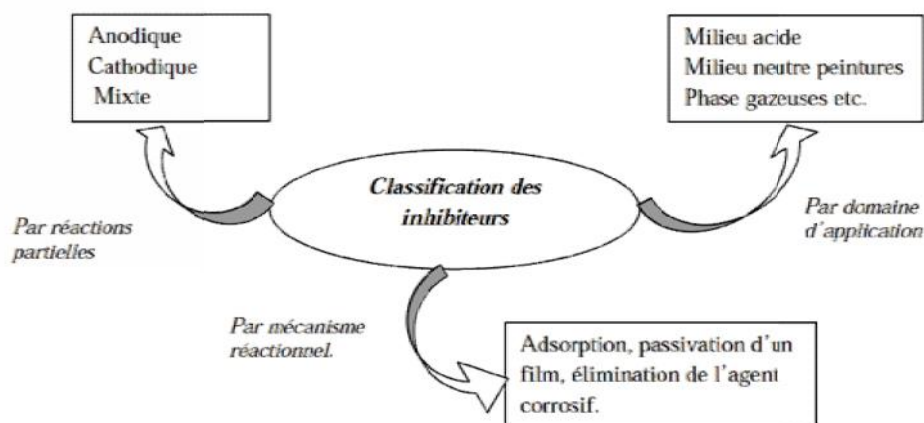 Anodique
Cathodique
Mixte
Milieu acide
Milieu neutre peintures
Phase gazeuses etc.
Classification des
inhibiteurs
Par réactions
partielles
Par domaine
d'application
Par mécanisme
réactionnel.
Adsorption, passivation d'un
film, élimination de l'agent
corrosif.